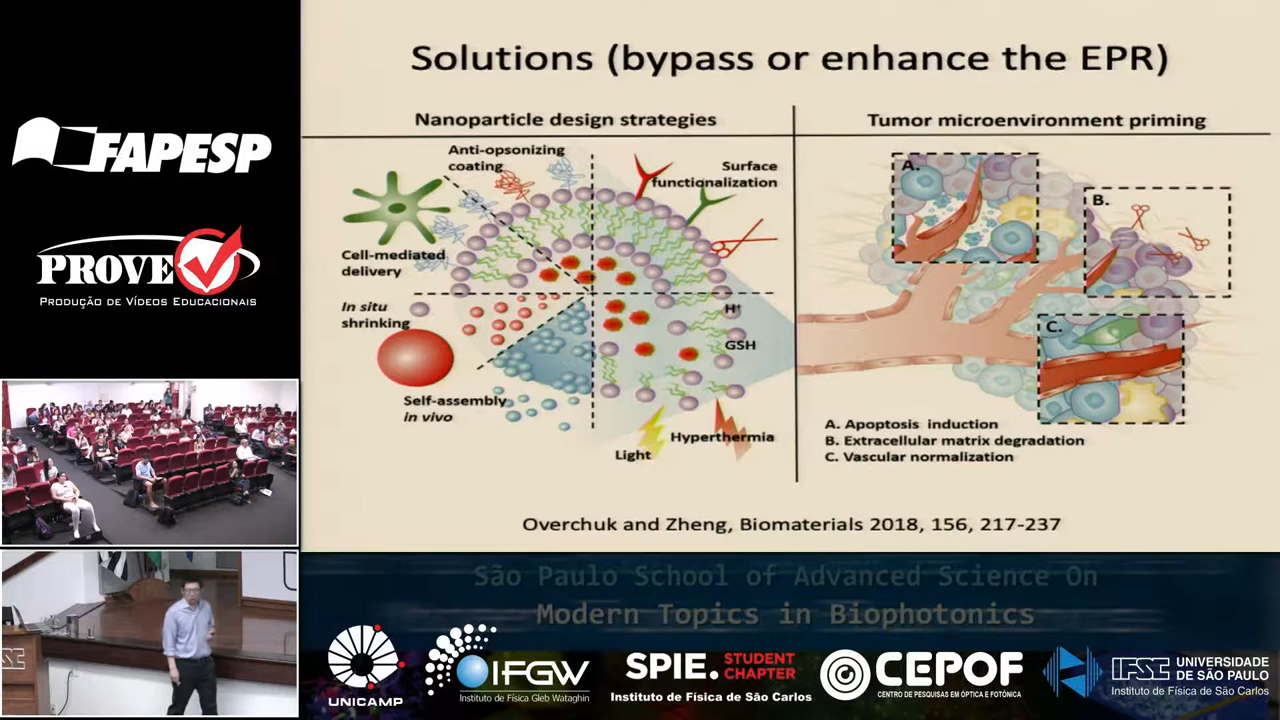 FAPESP
PROVE
PRODUÇÃO DE VÍDEOS EDUCACIONAIS
Solutions (bypass or enhance the EPR)
Nanoparticle design strategies
Anti-opsonizing
coating
Surface
functionalization
Cell-mediated
delivery
In situ
shrinking
H⁺
GSH
Self-assembly
in vivo
Hyperthermia
Light
Tumor microenvironment priming
A.
B.
C.
A. Apoptosis induction
B. Extracellular matrix degradation
C. Vascular normalization
Overchuk and Zheng, Biomaterials 2018, 156, 217-237
São Paulo School of Advanced Science On
Modern Topics in Biophotonics
UNICAMP
IFGW
Instituto de Física Gleb Wataghin
SPIE. STUDENT
CHAPTER
Instituto de Física de São Carlos
CEPOF
CENTRO DE PESQUISAS EM ÓPTICA E FOTÔNICA
IFSC UNIVERSIDADE
DE SÃO PAULO
Instituto de Física de São Carlos